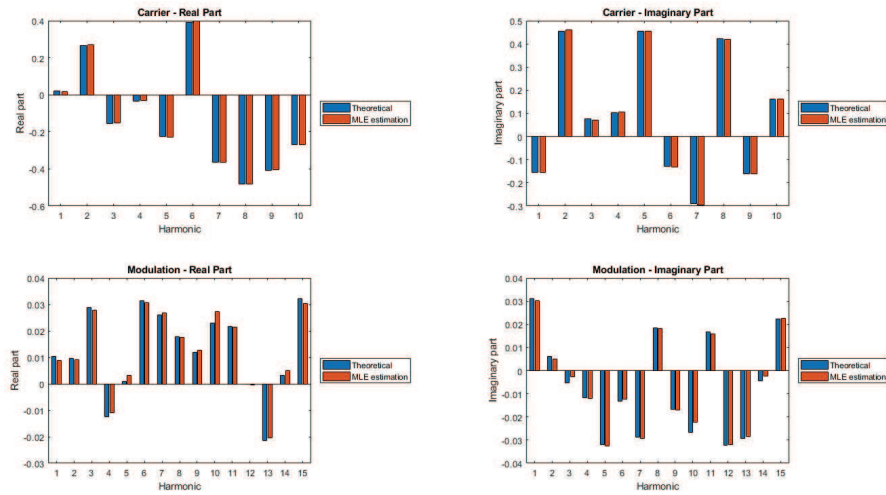 Carrier - Real Part
0.4
0.2
0
-0.2
-0.4
-0.6
Real part
1 2 3 4 5 6 7 8 9 10
Harmonic
Theoretical
MLE estimation
Carrier - Imaginary Part
0.5
0.4
0.3
0.2
0.1
0
-0.1
-0.2
-0.3
Imaginary part
1 2 3 4 5 6 7 8 9 10
Harmonic
Theoretical
MLE estimation
Modulation - Real Part
0.04
0.03
0.02
0.01
0
-0.01
-0.02
-0.03
Real part
1 2 3 4 5 6 7 8 9 10 11 12 13 14 15
Harmonic
Theoretical
MLE estimation
Modulation - Imaginary Part
0.04
0.03
0.02
0.01
0
-0.01
-0.02
-0.03
-0.04
Imaginary part
1 2 3 4 5 6 7 8 9 10 11 12 13 14 15
Harmonic
Theoretical
MLE estimation